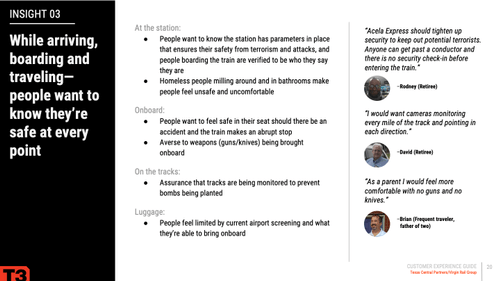 INSIGHT 03
While arriving,
boarding and
traveling—
people want to
know they're
safe at every
point
T3
At the station:
● People want to know the station has parameters in place
that ensures their safety from terrorism and attacks, and
people boarding the train are verified to be who they say
they are
● Homeless people milling around and in bathrooms make
people feel unsafe and uncomfortable
Onboard:
● People want to feel safe in their seat should there be an
accident and the train makes an abrupt stop
● Averse to weapons (guns/knives) being brought
onboard
On the tracks:
● Assurance that tracks are being monitored to prevent
bombs being planted
Luggage:
● People feel limited by current airport screening and what
they're able to bring onboard
"Acela Express should tighten up
security to keep out potential terrorists.
Anyone can get past a conductor and
there is no security check-in before
entering the train."
–Rodney (Retiree)
"I would want cameras monitoring
every mile of the track and pointing in
each direction."
–David (Retiree)
"As a parent I would feel more
comfortable with no guns and no
knives."
–Brian (Frequent traveler,
father of two)
CUSTOMER EXPERIENCE GUIDE
Texas Central Partners/Virgin Rail Group